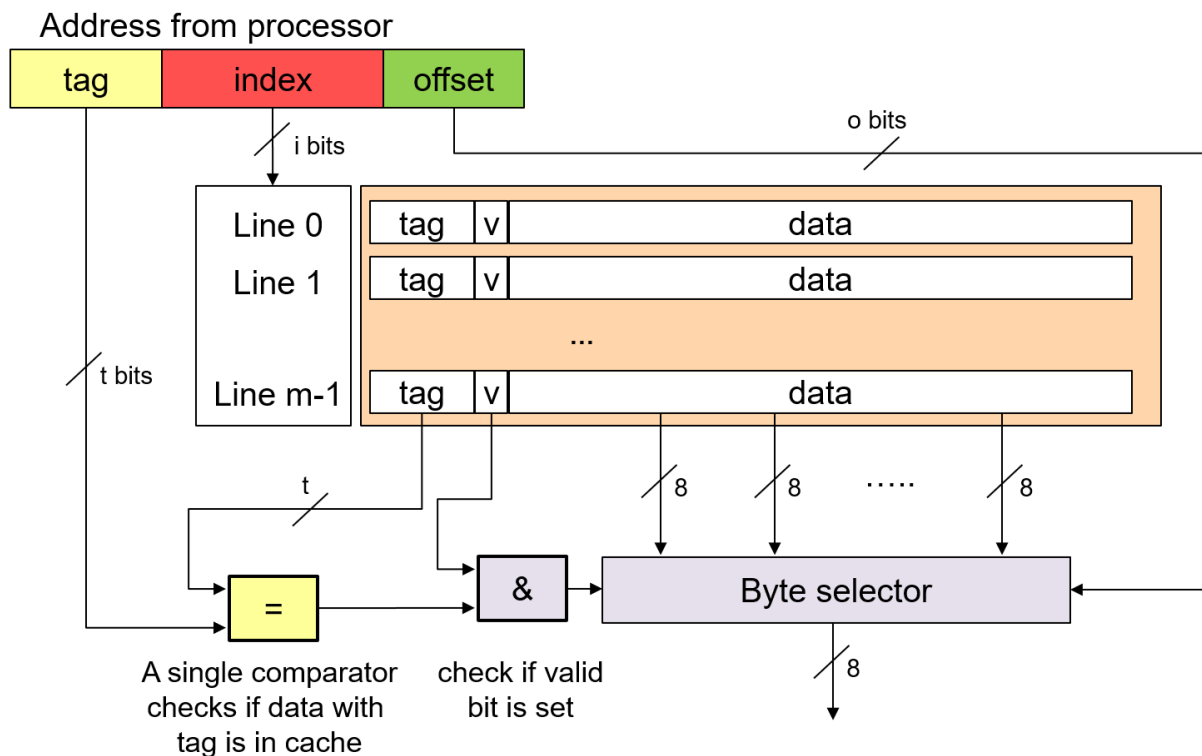 Address from processor
tag index offset
i bits
o bits
Line 0 tag v data
Line 1 tag v data
...
t bits
Line m-1 tag v data
t
8 8 ..... 8
= & Byte selector
A single comparator
checks if data with
tag is in cache
check if valid
bit is set
8